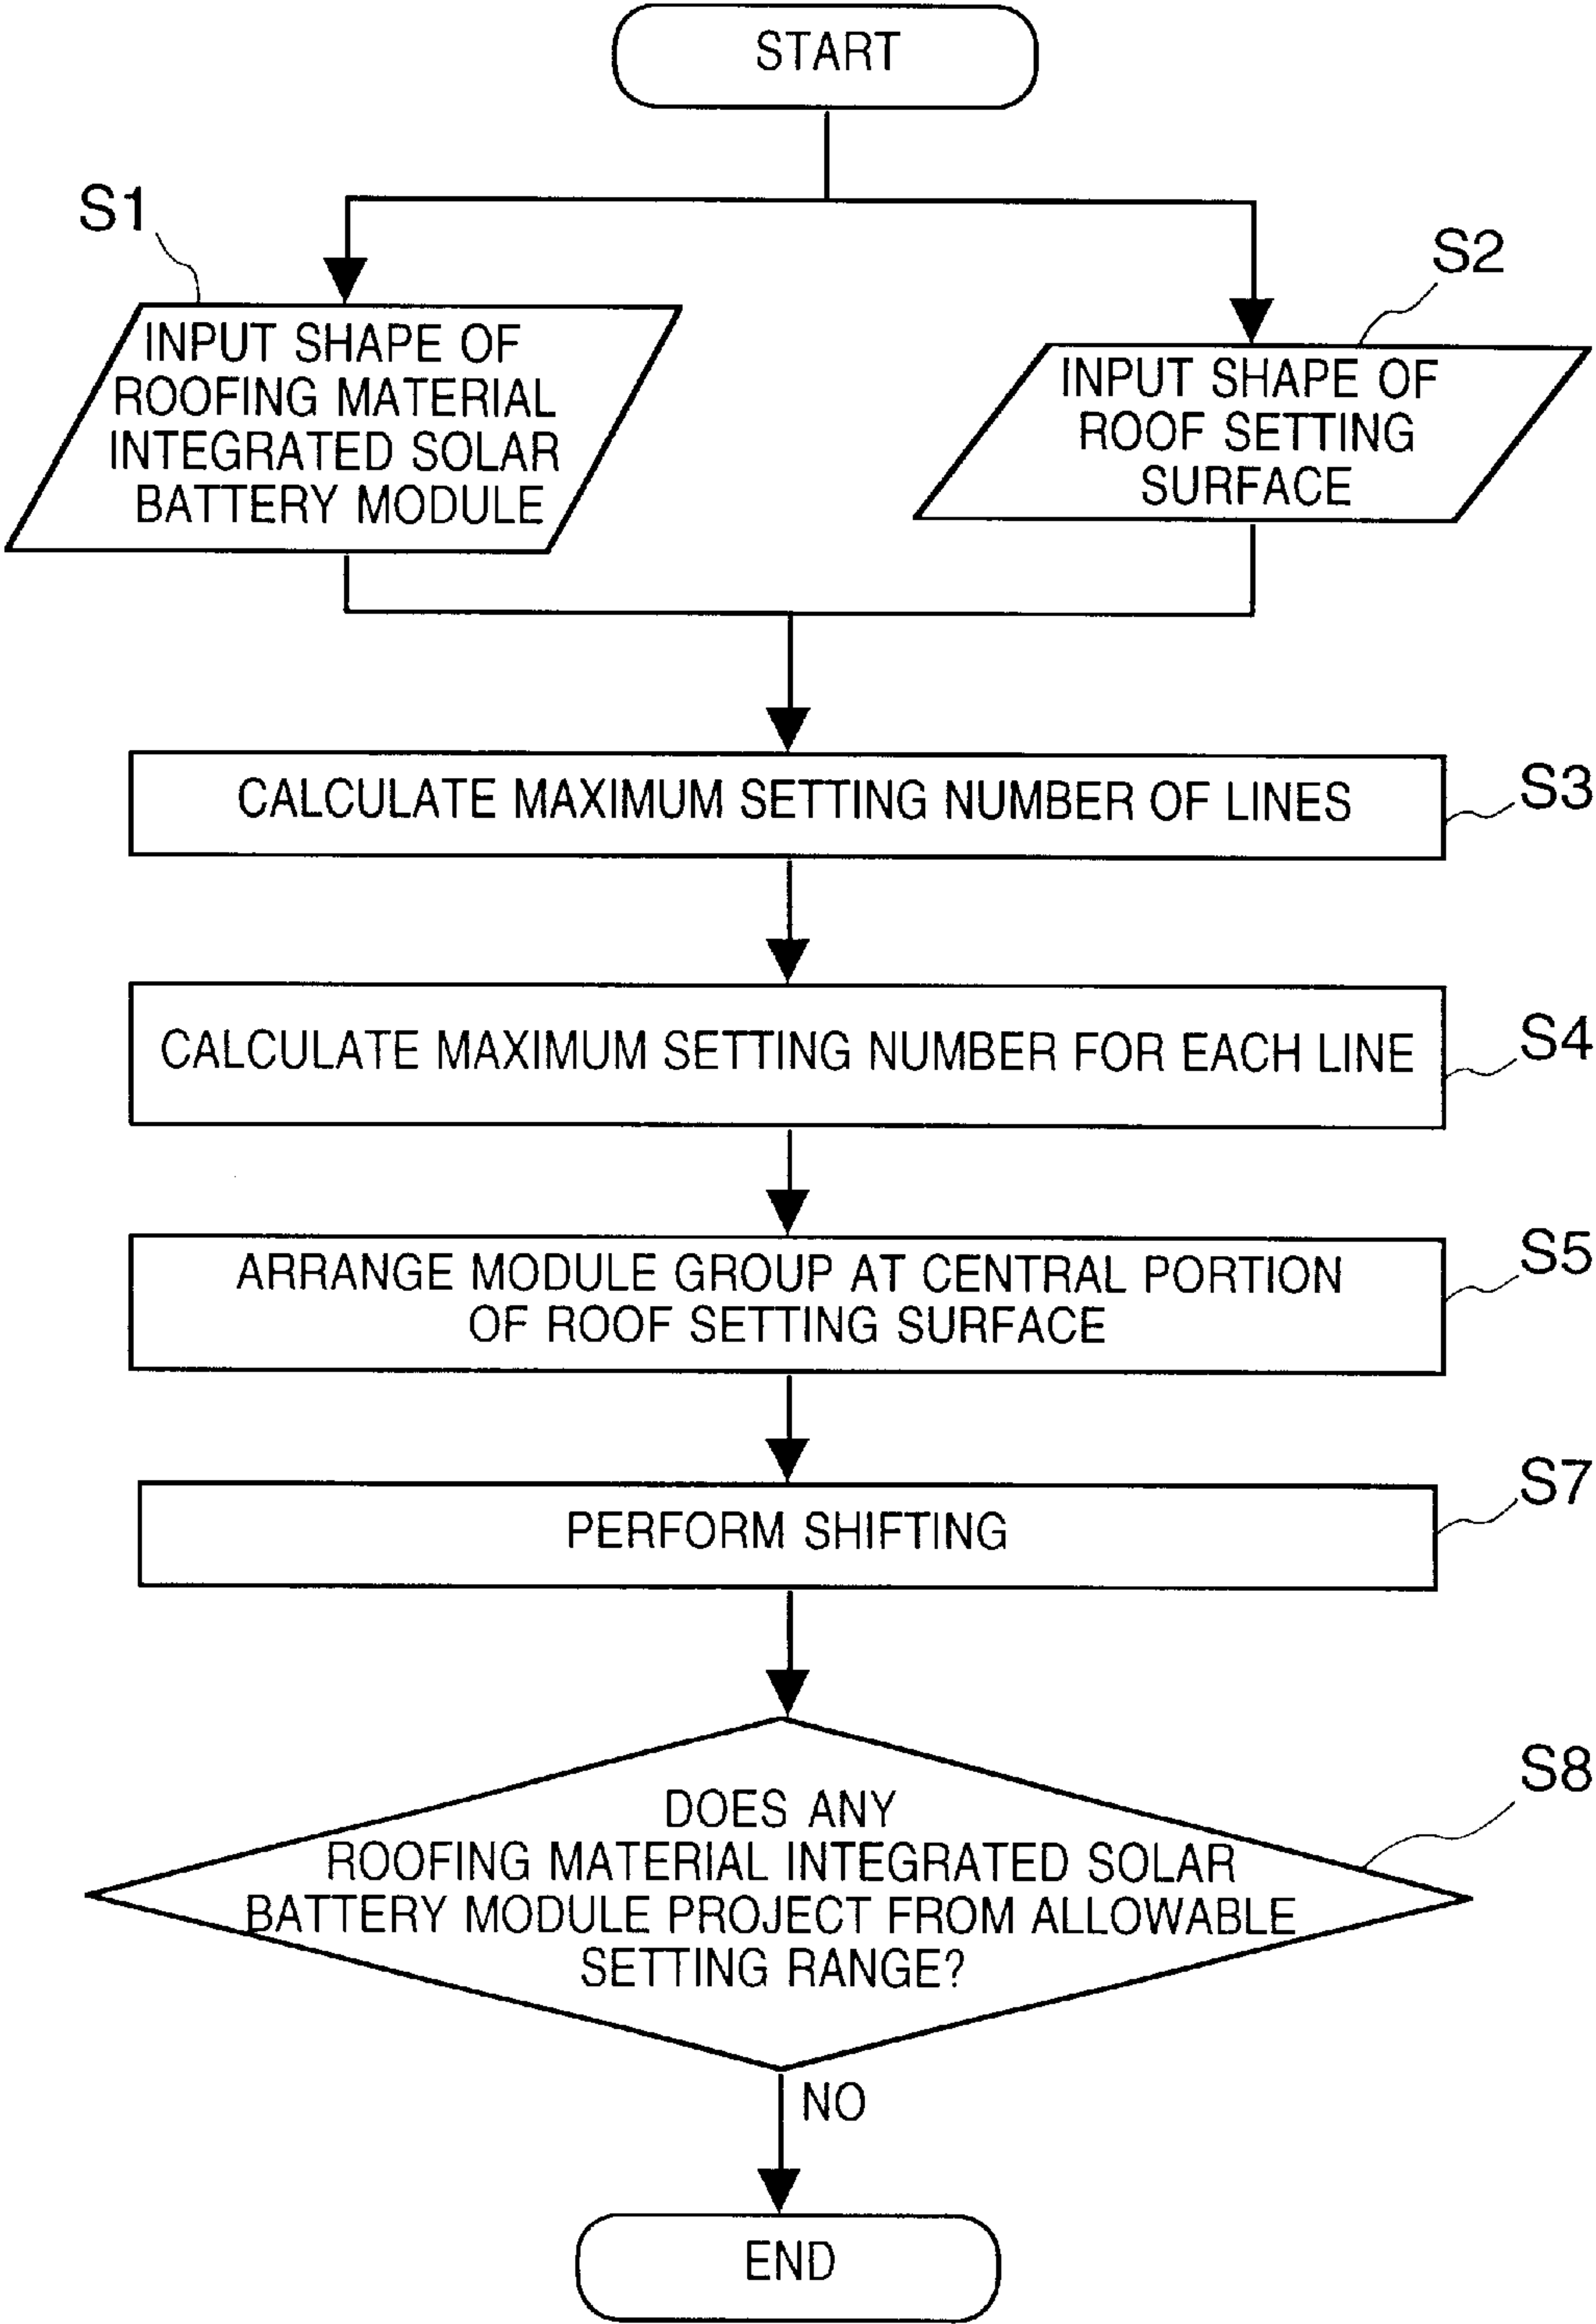 START
S1
INPUT SHAPE OF
ROOFING MATERIAL
INTEGRATED SOLAR
BATTERY MODULE
S2
INPUT SHAPE OF
ROOF SETTING
SURFACE
CALCULATE MAXIMUM SETTING NUMBER OF LINES
S3
CALCULATE MAXIMUM SETTING NUMBER FOR EACH LINE
S4
ARRANGE MODULE GROUP AT CENTRAL PORTION
OF ROOF SETTING SURFACE
S5
PERFORM SHIFTING
S7
DOES ANY
ROOFING MATERIAL INTEGRATED SOLAR
BATTERY MODULE PROJECT FROM ALLOWABLE
SETTING RANGE?
S8
NO
END